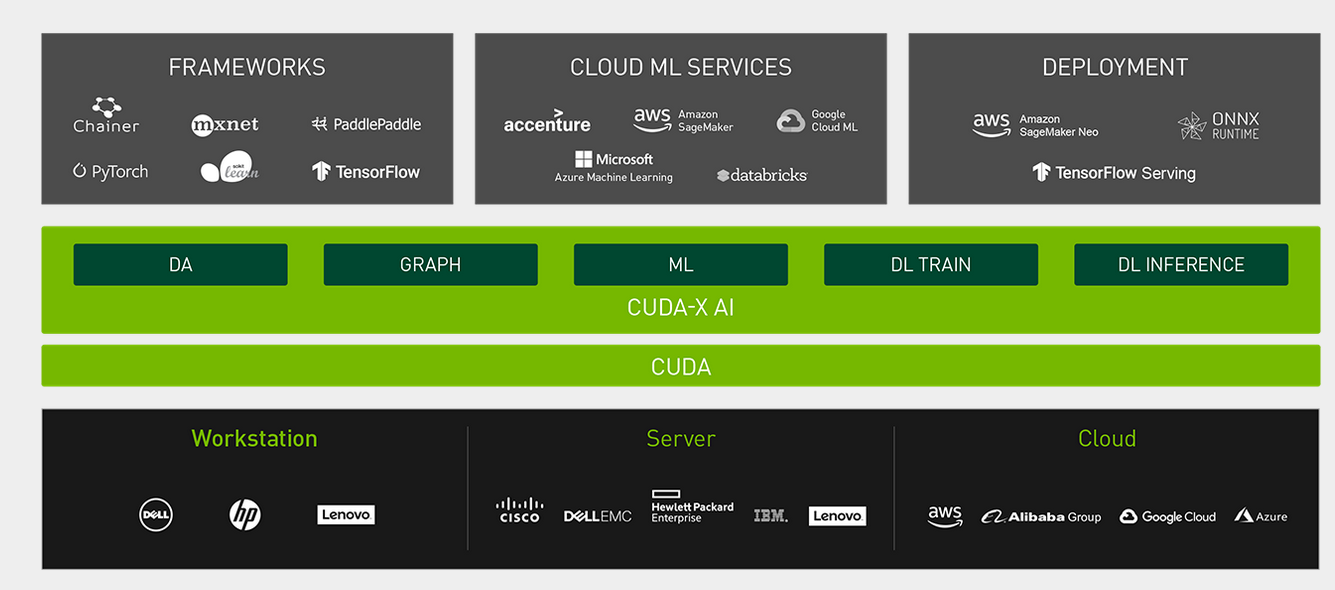 FRAMEWORKS
Chainer
mxnet
PaddlePaddle
PyTorch
scikit
learn
TensorFlow
CLOUD ML SERVICES
accenture
aws Amazon
SageMaker
Google
Cloud ML
Microsoft
Azure Machine Learning
databricks
DEPLOYMENT
aws Amazon
SageMaker Neo
ONNX
RUNTIME
TensorFlow Serving
DA
GRAPH
ML
DL TRAIN
DL INFERENCE
CUDA-X AI
CUDA
Workstation
DELL
hp
Lenovo
Server
CISCO
DELLEMC
Hewlett Packard
Enterprise
IBM.
Lenovo
Cloud
aws
Alibaba Group
Google Cloud
Azure